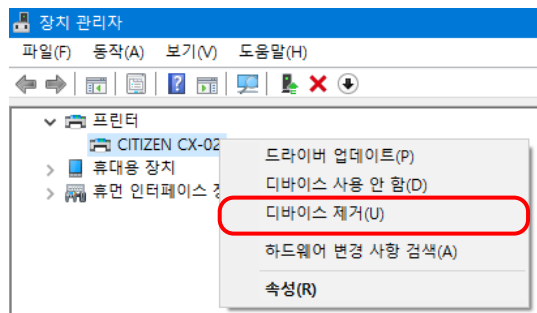 장치 관리자
파일(F) 동작(A) 보기(V) 도움말(H)
프린터
CITIZEN CX-02
휴대용 장치
휴먼 인터페이스
드라이버 업데이트(P)
디바이스 사용 안 함(D)
디바이스 제거(U)
하드웨어 변경 사항 검색(A)
속성(R)